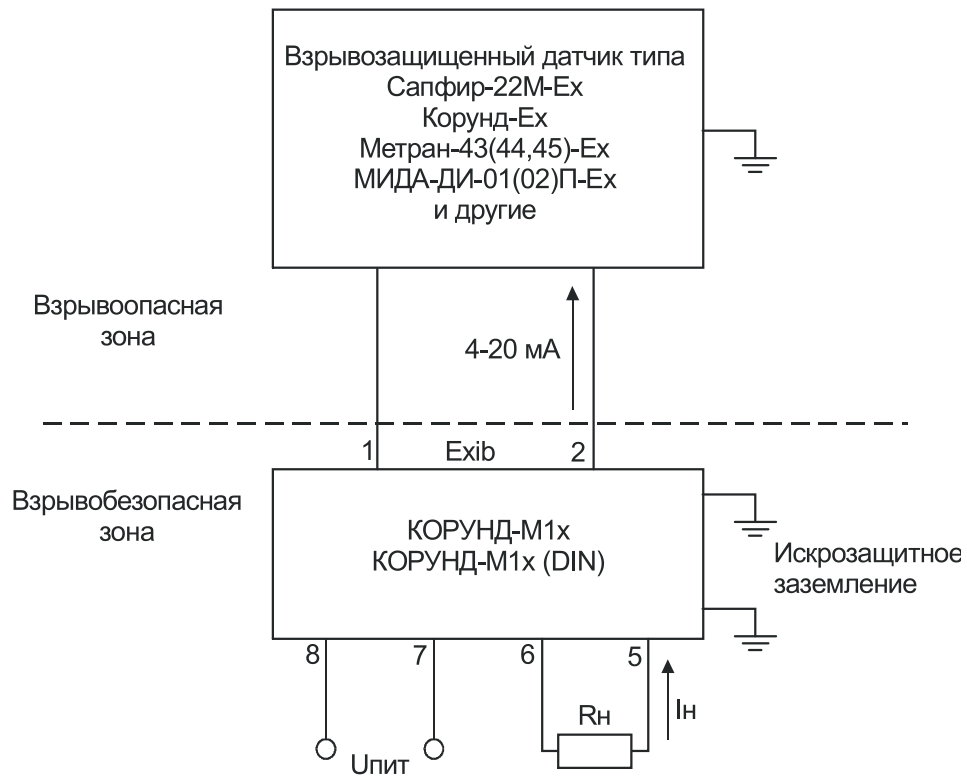 Взрывозащищенный датчик типа
Сапфир-22М-Ех
Корунд-Ех
Метран-43(44,45)-Ех
МИДА-ДИ-01(02)П-Ех
и другие
Взрывоопасная
зона
4-20 мА
1
Exib
2
Взрывобезопасная
зона
КОРУНД-М1х
КОРУНД-М1х (DIN)
Искрозащитное
заземление
8
7
6
5
Rн
Iн
Uпит